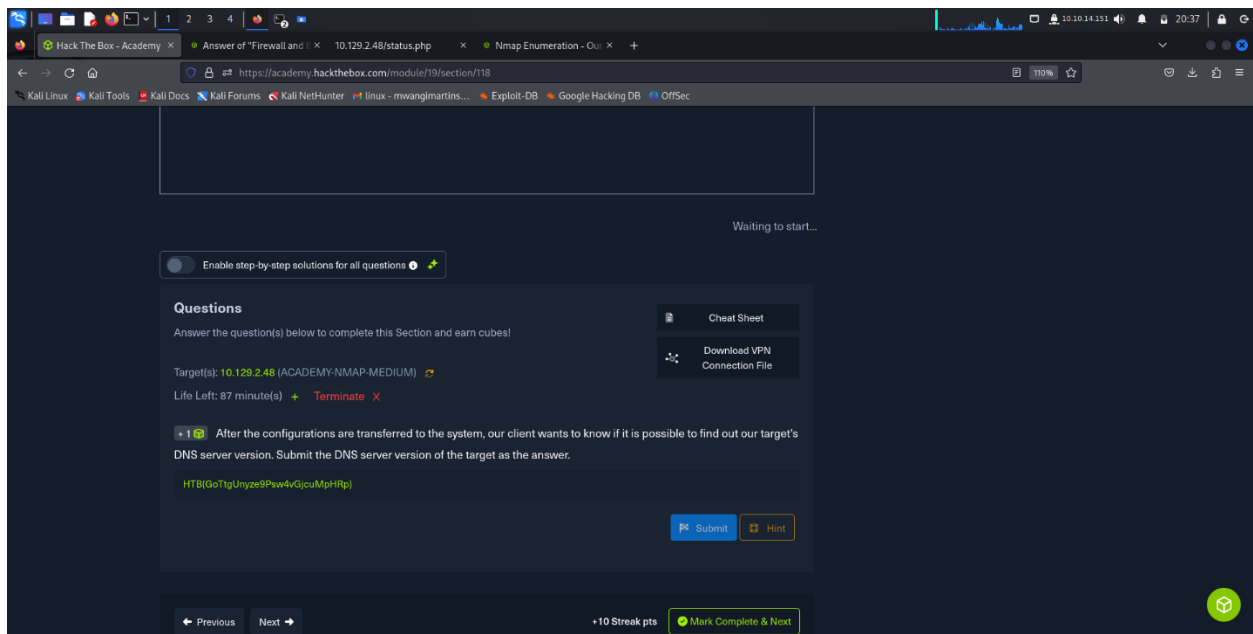 1 2 3 4
10.10.14.151 20:37
Hack The Box - Academy × Answer of "Firewall and I × 10.129.2.48/status.php × Nmap Enumeration - Our × +
https://academy.hackthebox.com/module/19/section/118 110%
Kali Linux Kali Tools Kali Docs Kali Forums Kali NetHunter linux - mwangimartins... Exploit-DB Google Hacking DB OffSec
Waiting to start...
Enable step-by-step solutions for all questions
Questions
Cheat Sheet
Answer the question(s) below to complete this Section and earn cubes!
Download VPN
Connection File
Target(s): 10.129.2.48 (ACADEMY-NMAP-MEDIUM)
Life Left: 87 minute(s) + Terminate X
+ 1 After the configurations are transferred to the system, our client wants to know if it is possible to find out our target's
DNS server version. Submit the DNS server version of the target as the answer.
HTB{GoTtgUnyze9Psw4vGjcuMpHRp}
Submit Hint
Previous Next +10 Streak pts Mark Complete & Next